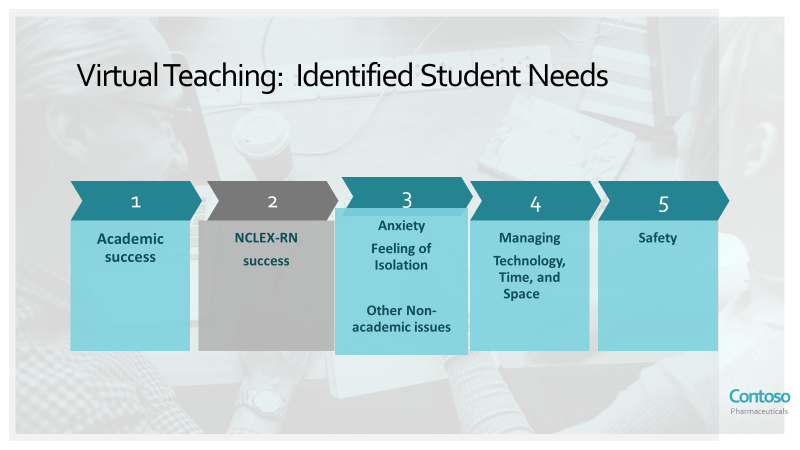 Virtual Teaching: Identified Student Needs
1
Academic
success
2
NCLEX-RN
success
3
Anxiety
Feeling of
Isolation
Other Non-
academic issues
4
Managing
Technology,
Time, and
Space
5
Safety
Contoso
Pharmaceuticals